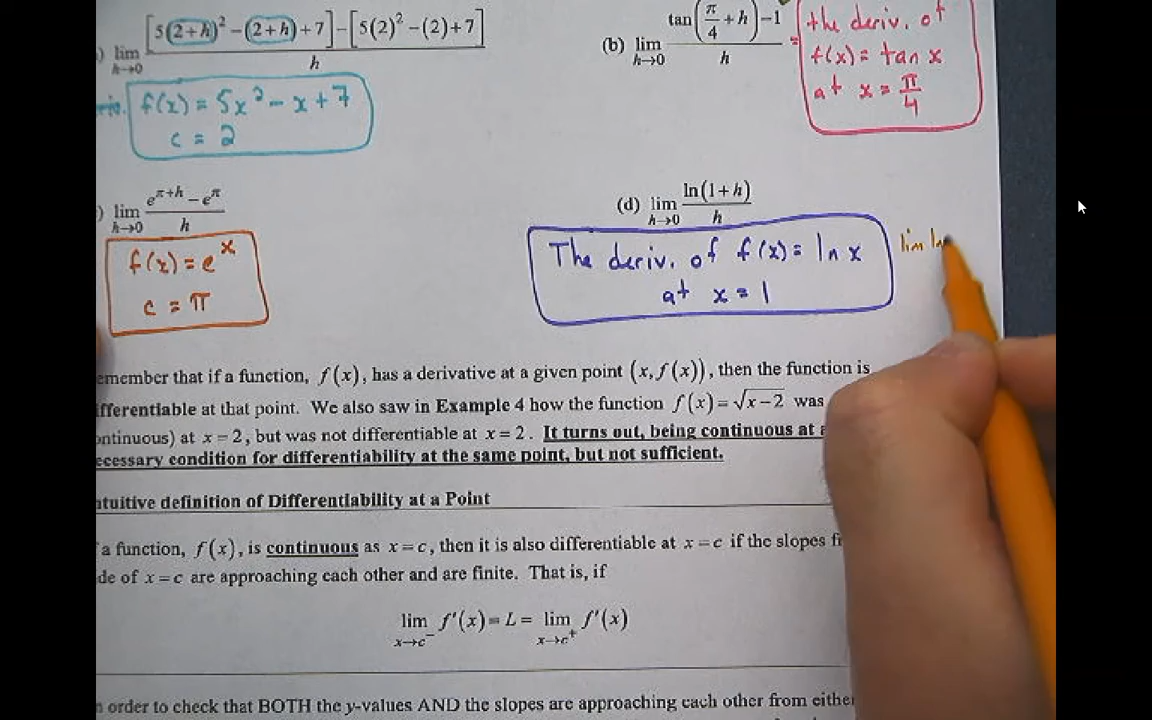 ) lim h→0 [5(2+h)² −(2+h)+7]−[5(2)² −(2)+7] / h
f(x) = 5x² − x + 7
c = 2
(b) lim h→0 tan(π/4 + h) −1 / h
= the deriv. of
f(x) = tan x
at x = π/4
) lim h→0 e^(π+h) − e^π / h
f(x) = e^x
c = π
(d) lim h→0 ln(1+h) / h
The deriv. of f(x) = ln x
at x = 1
lim
emember that if a function, f(x), has a derivative at a given point (x, f(x)), then the function is
ifferentiable at that point. We also saw in Example 4 how the function f(x)=√x−2 was
ontinuous) at x = 2, but was not differentiable at x = 2. It turns out, being continuous at a
ecessary condition for differentiability at the same point, but not sufficient.
ntuitive definition of Differentiability at a Point
a function, f(x), is continuous as x = c, then it is also differentiable at x = c if the slopes
de of x = c are approaching each other and are finite. That is, if
lim x→c⁻ f'(x) = L = lim x→c⁺ f'(x)
n order to check that BOTH the y-values AND the slopes are approaching each other from either